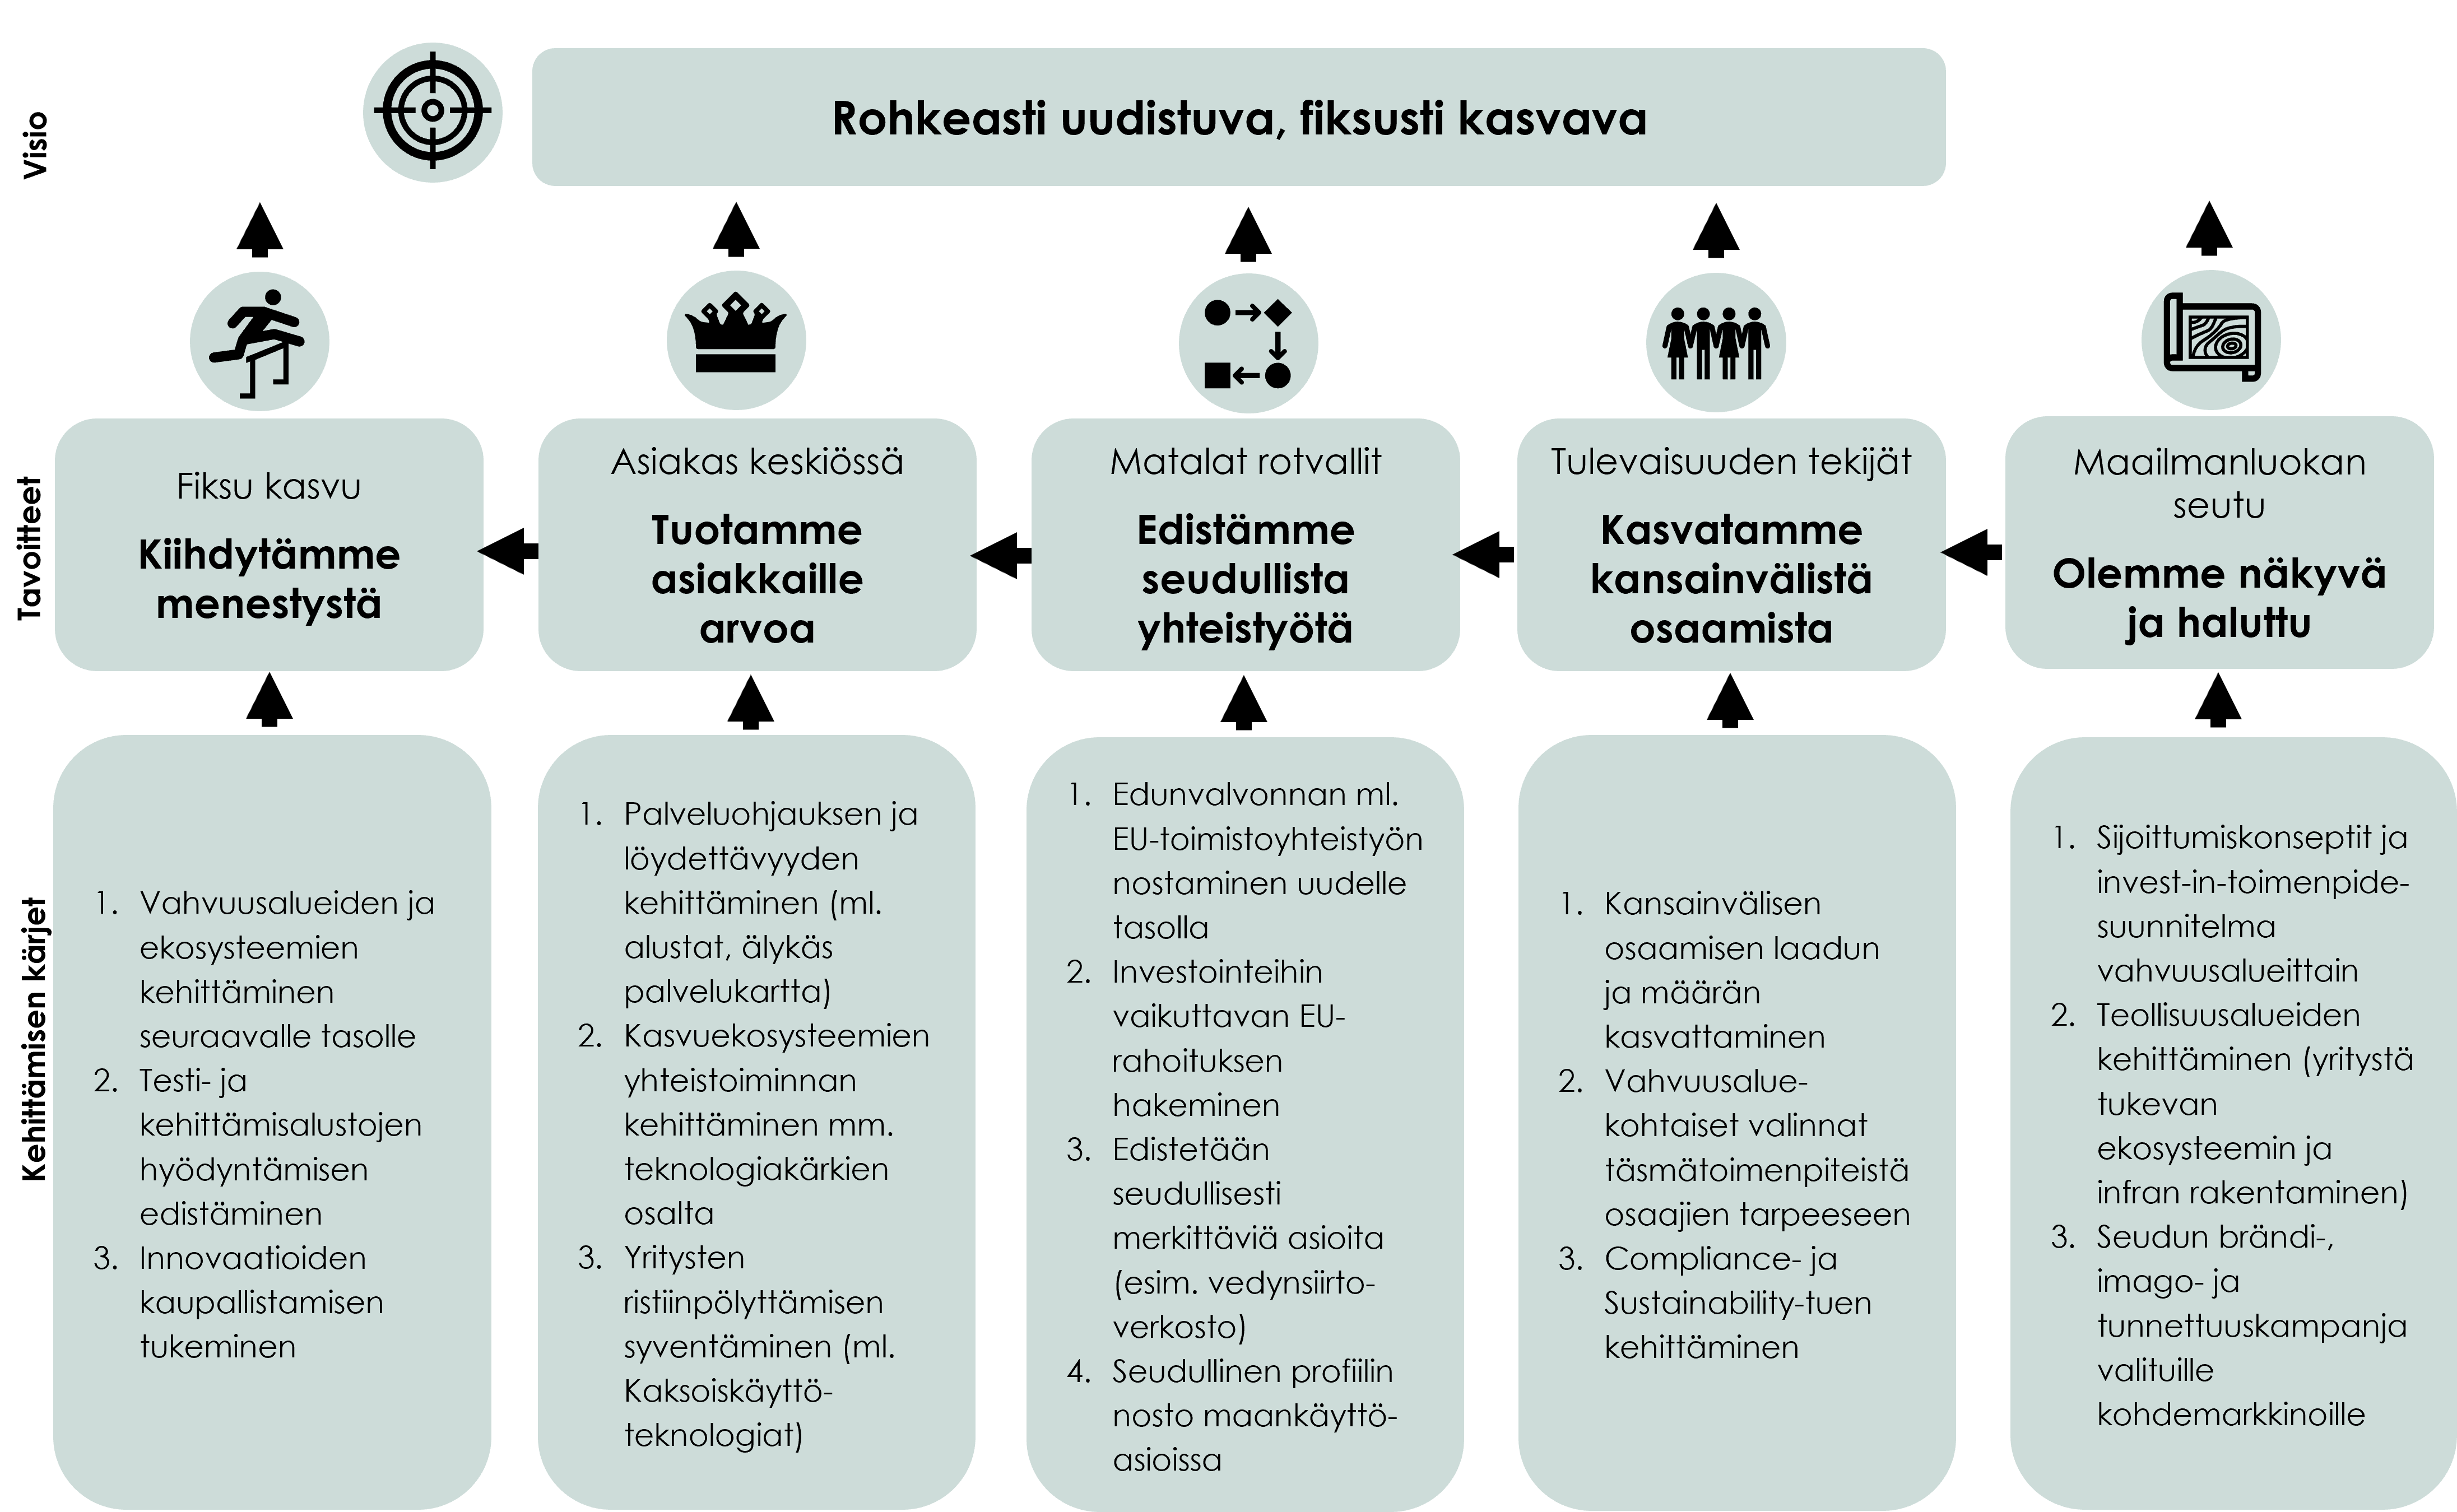 Visio
Rohkeasti uudistuva, fiksusti kasvava
Tavoitteet
Fiksu kasvu
Kiihdytämme
menestystä
Asiakas keskiössä
Tuotamme
asiakkaille
arvoa
Matalat rotvallit
Edistämme
seudullista
yhteistyötä
Tulevaisuuden tekijät
Kasvatamme
kansainvälistä
osaamista
Maailmanluokan
seutu
Olemme näkyvä
ja haluttu
Kehittämisen kärjet
1. Vahvuusalueiden ja
ekosysteemien
kehittäminen
seuraavalle tasolle
2. Testi- ja
kehittämisalustojen
hyödyntämisen
edistäminen
3. Innovaatioiden
kaupallistamisen
tukeminen
1. Palveluohjauksen ja
löydettävyyden
kehittäminen (ml.
alustat, älykäs
palvelukartta)
2. Kasvuekosysteemien
yhteistoiminnan
kehittäminen mm.
teknologiakärkien
osalta
3. Yritysten
ristiinpölyttämisen
syventäminen (ml.
Kaksoiskäyttö-
teknologiat)
1. Edunvalvonnan ml.
EU-toimistoyhteistyön
nostaminen uudelle
tasolla
2. Investointeihin
vaikuttavan EU-
rahoituksen
hakeminen
3. Edistetään
seudullisesti
merkittäviä asioita
(esim. vedynsiirto-
verkosto)
4. Seudullinen profiilin
nosto maankäyttö-
asioissa
1. Kansainvälisen
osaamisen laadun
ja määrän
kasvattaminen
2. Vahvuusalue-
kohtaiset valinnat
täsmätoimenpiteistä
osaajien tarpeeseen
3. Compliance- ja
Sustainability-tuen
kehittäminen
1. Sijoittumiskonseptit ja
invest-in-toimenpide-
suunnitelma
vahvuusalueittain
2. Teollisuusalueiden
kehittäminen (yritystä
tukevan
ekosysteemin ja
infran rakentaminen)
3. Seudun brändi-,
imago- ja
tunnettuuskampanja
valituille
kohdemarkkinoille